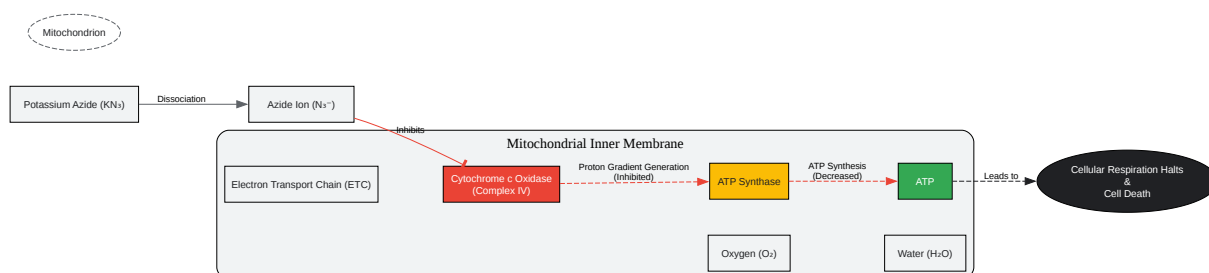 Mitochondrion
Potassium Azide (KN₃)
Dissociation
Azide Ion (N₃⁻)
Inhibits
Mitochondrial Inner Membrane
Electron Transport Chain (ETC)
Cytochrome c Oxidase
(Complex IV)
Proton Gradient Generation
(Inhibited)
ATP Synthase
ATP Synthesis
(Decreased)
ATP
Leads to
Cellular Respiration Halts
&
Cell Death
Oxygen (O₂)
Water (H₂O)